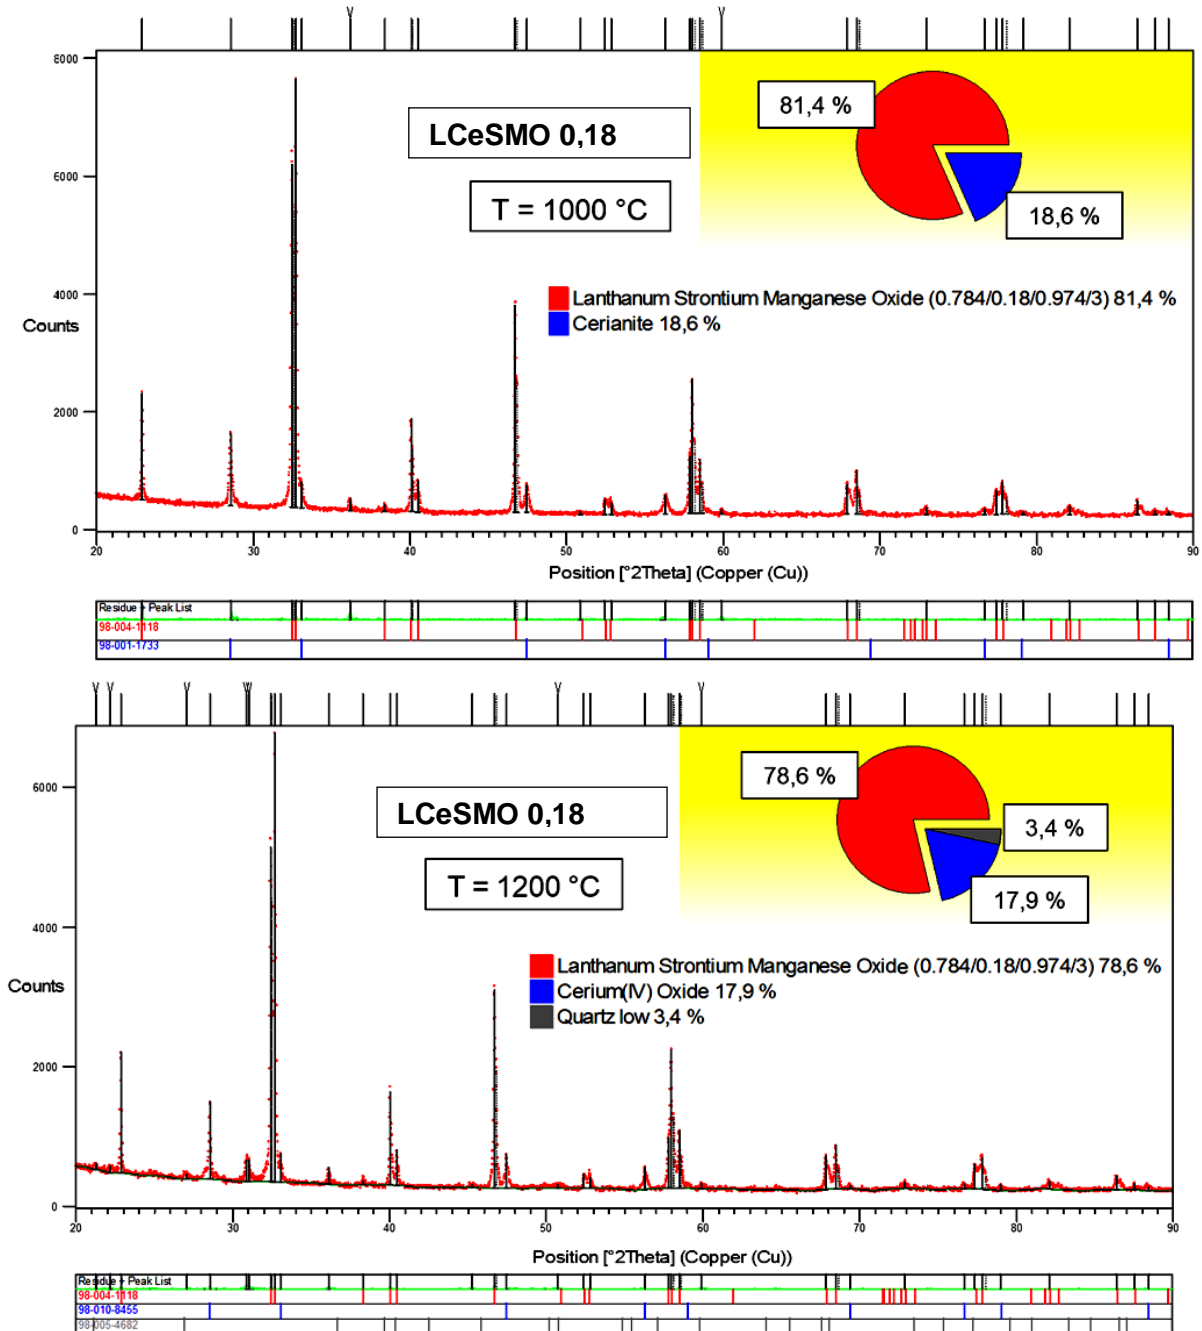 8000
81,4 %
LCeSMO 0,18
6000
T = 1000 °C
18,6 %
4000
Lanthanum Strontium Manganese Oxide (0.784/0.18/0.974/3) 81,4 %
Counts
Cerianite 18,6 %
2000
0
20 30 40 50 60 70 80 90
Position [°2Theta] (Copper (Cu))
Residue + Peak List
98-004-1118
98-001-1733
6000
78,6 %
LCeSMO 0,18
3,4 %
T = 1200 °C
17,9 %
4000
Lanthanum Strontium Manganese Oxide (0.784/0.18/0.974/3) 78,6 %
Counts
Cerium(IV) Oxide 17,9 %
Quartz low 3,4 %
2000
0
20 30 40 50 60 70 80 90
Position [°2Theta] (Copper (Cu))
Residue + Peak List
98-004-1118
98-010-8455
98-005-4682